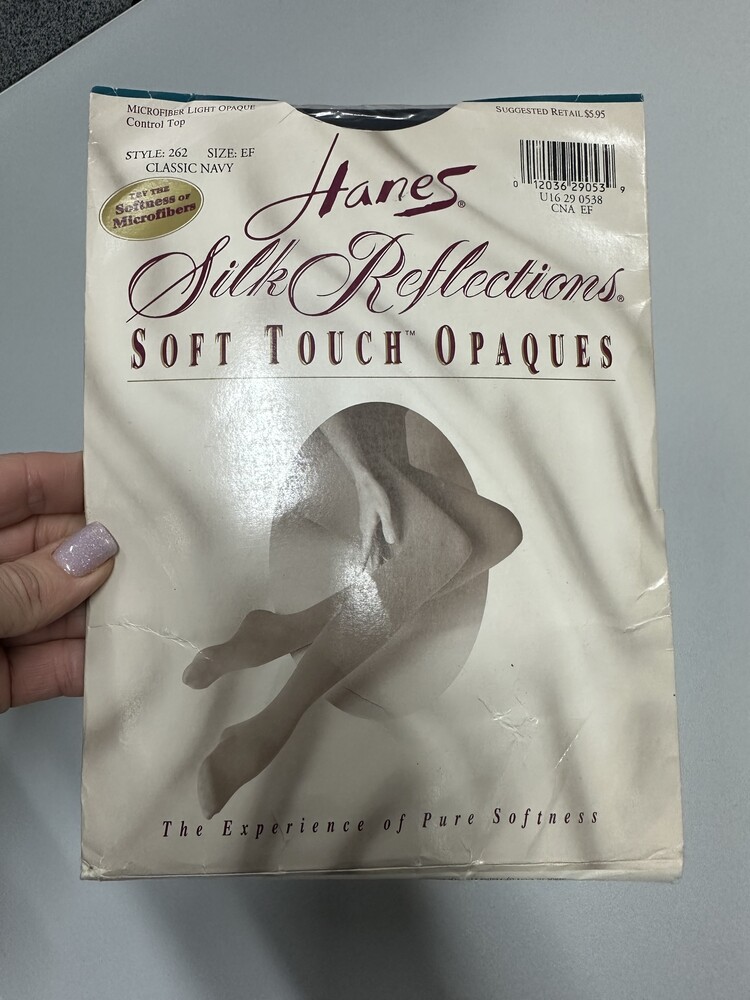 MICROFIBER LIGHT OPAQUE
Control Top
SUGGESTED RETAIL $5.95
STYLE: 262 SIZE: EF
CLASSIC NAVY
TRY THE
Softness OF
Microfibers
0 12036 29053 9
U16 29 0538
CNA EF
Hanes®
Silk Reflections®
SOFT TOUCH™ OPAQUES
The Experience of Pure Softness